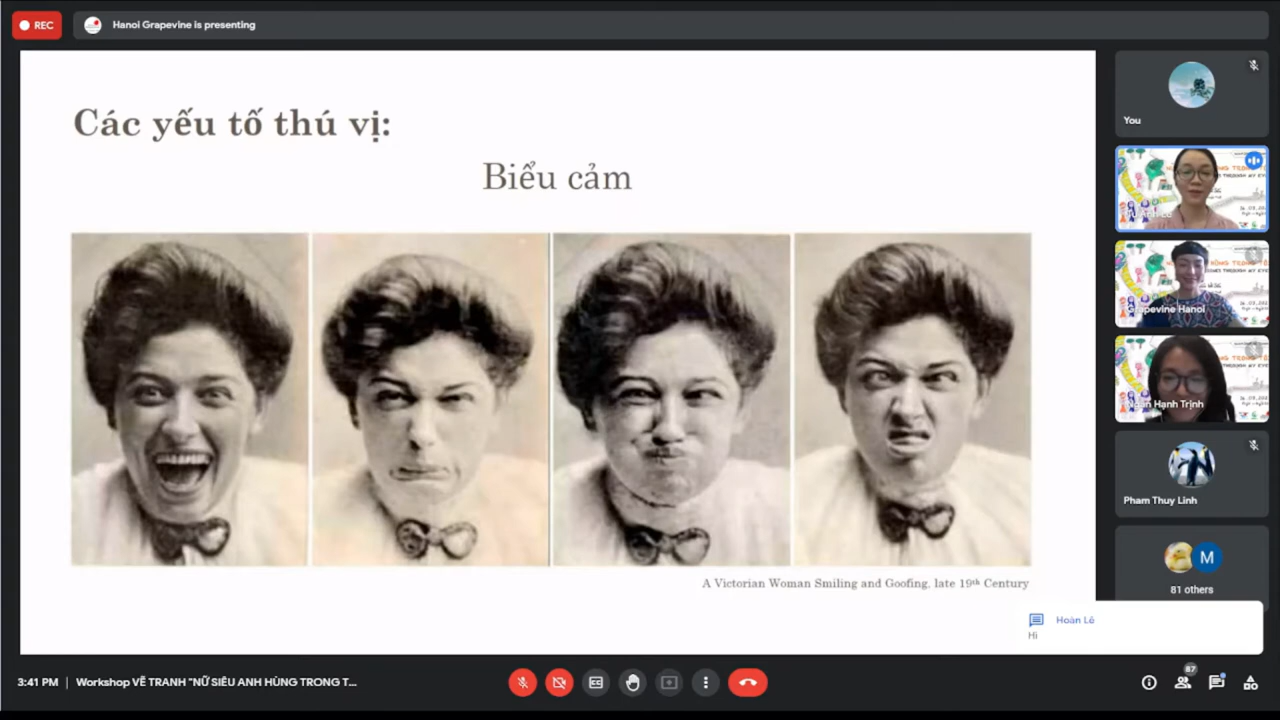 REC
Hanoi Grapevine is presenting
Các yếu tố thú vị:
Biểu cảm
A Victorian Woman Smiling and Goofing, late 19th Century
You
Grapevine Hanoi
Ngân Hạnh Trịnh
Pham Thuy Linh
M
81 others
Hoàn Lê
Hi
3:41 PM | Workshop VẼ TRANH "NỮ SIÊU ANH HÙNG TRONG T...
87